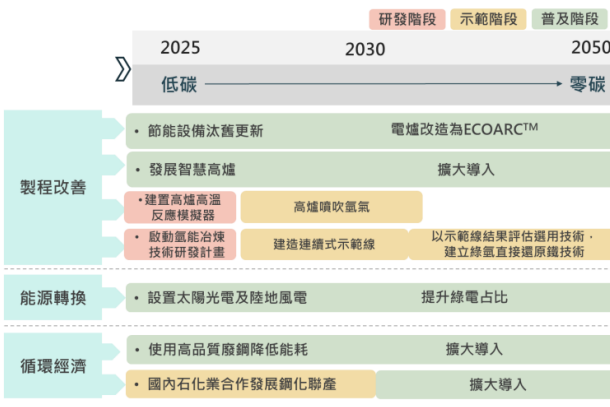 研發階段 示範階段 普及階段
2025 2030 2050
低碳 零碳
製程改善
• 節能設備汰舊更新 電爐改造為ECOARC™
• 發展智慧高爐 擴大導入
•建置高爐高溫
反應模擬器
高爐噴吹氫氣
• 啟動氫能冶煉
技術研發計畫
建造連續式示範線
以示範線結果評估選用技術，
建立綠氫直接還原鐵技術
能源轉換
• 設置太陽光電及陸地風電 提升綠電占比
循環經濟
• 使用高品質廢鋼降低能耗 擴大導入
• 國內石化業合作發展鋼化聯產 擴大導入